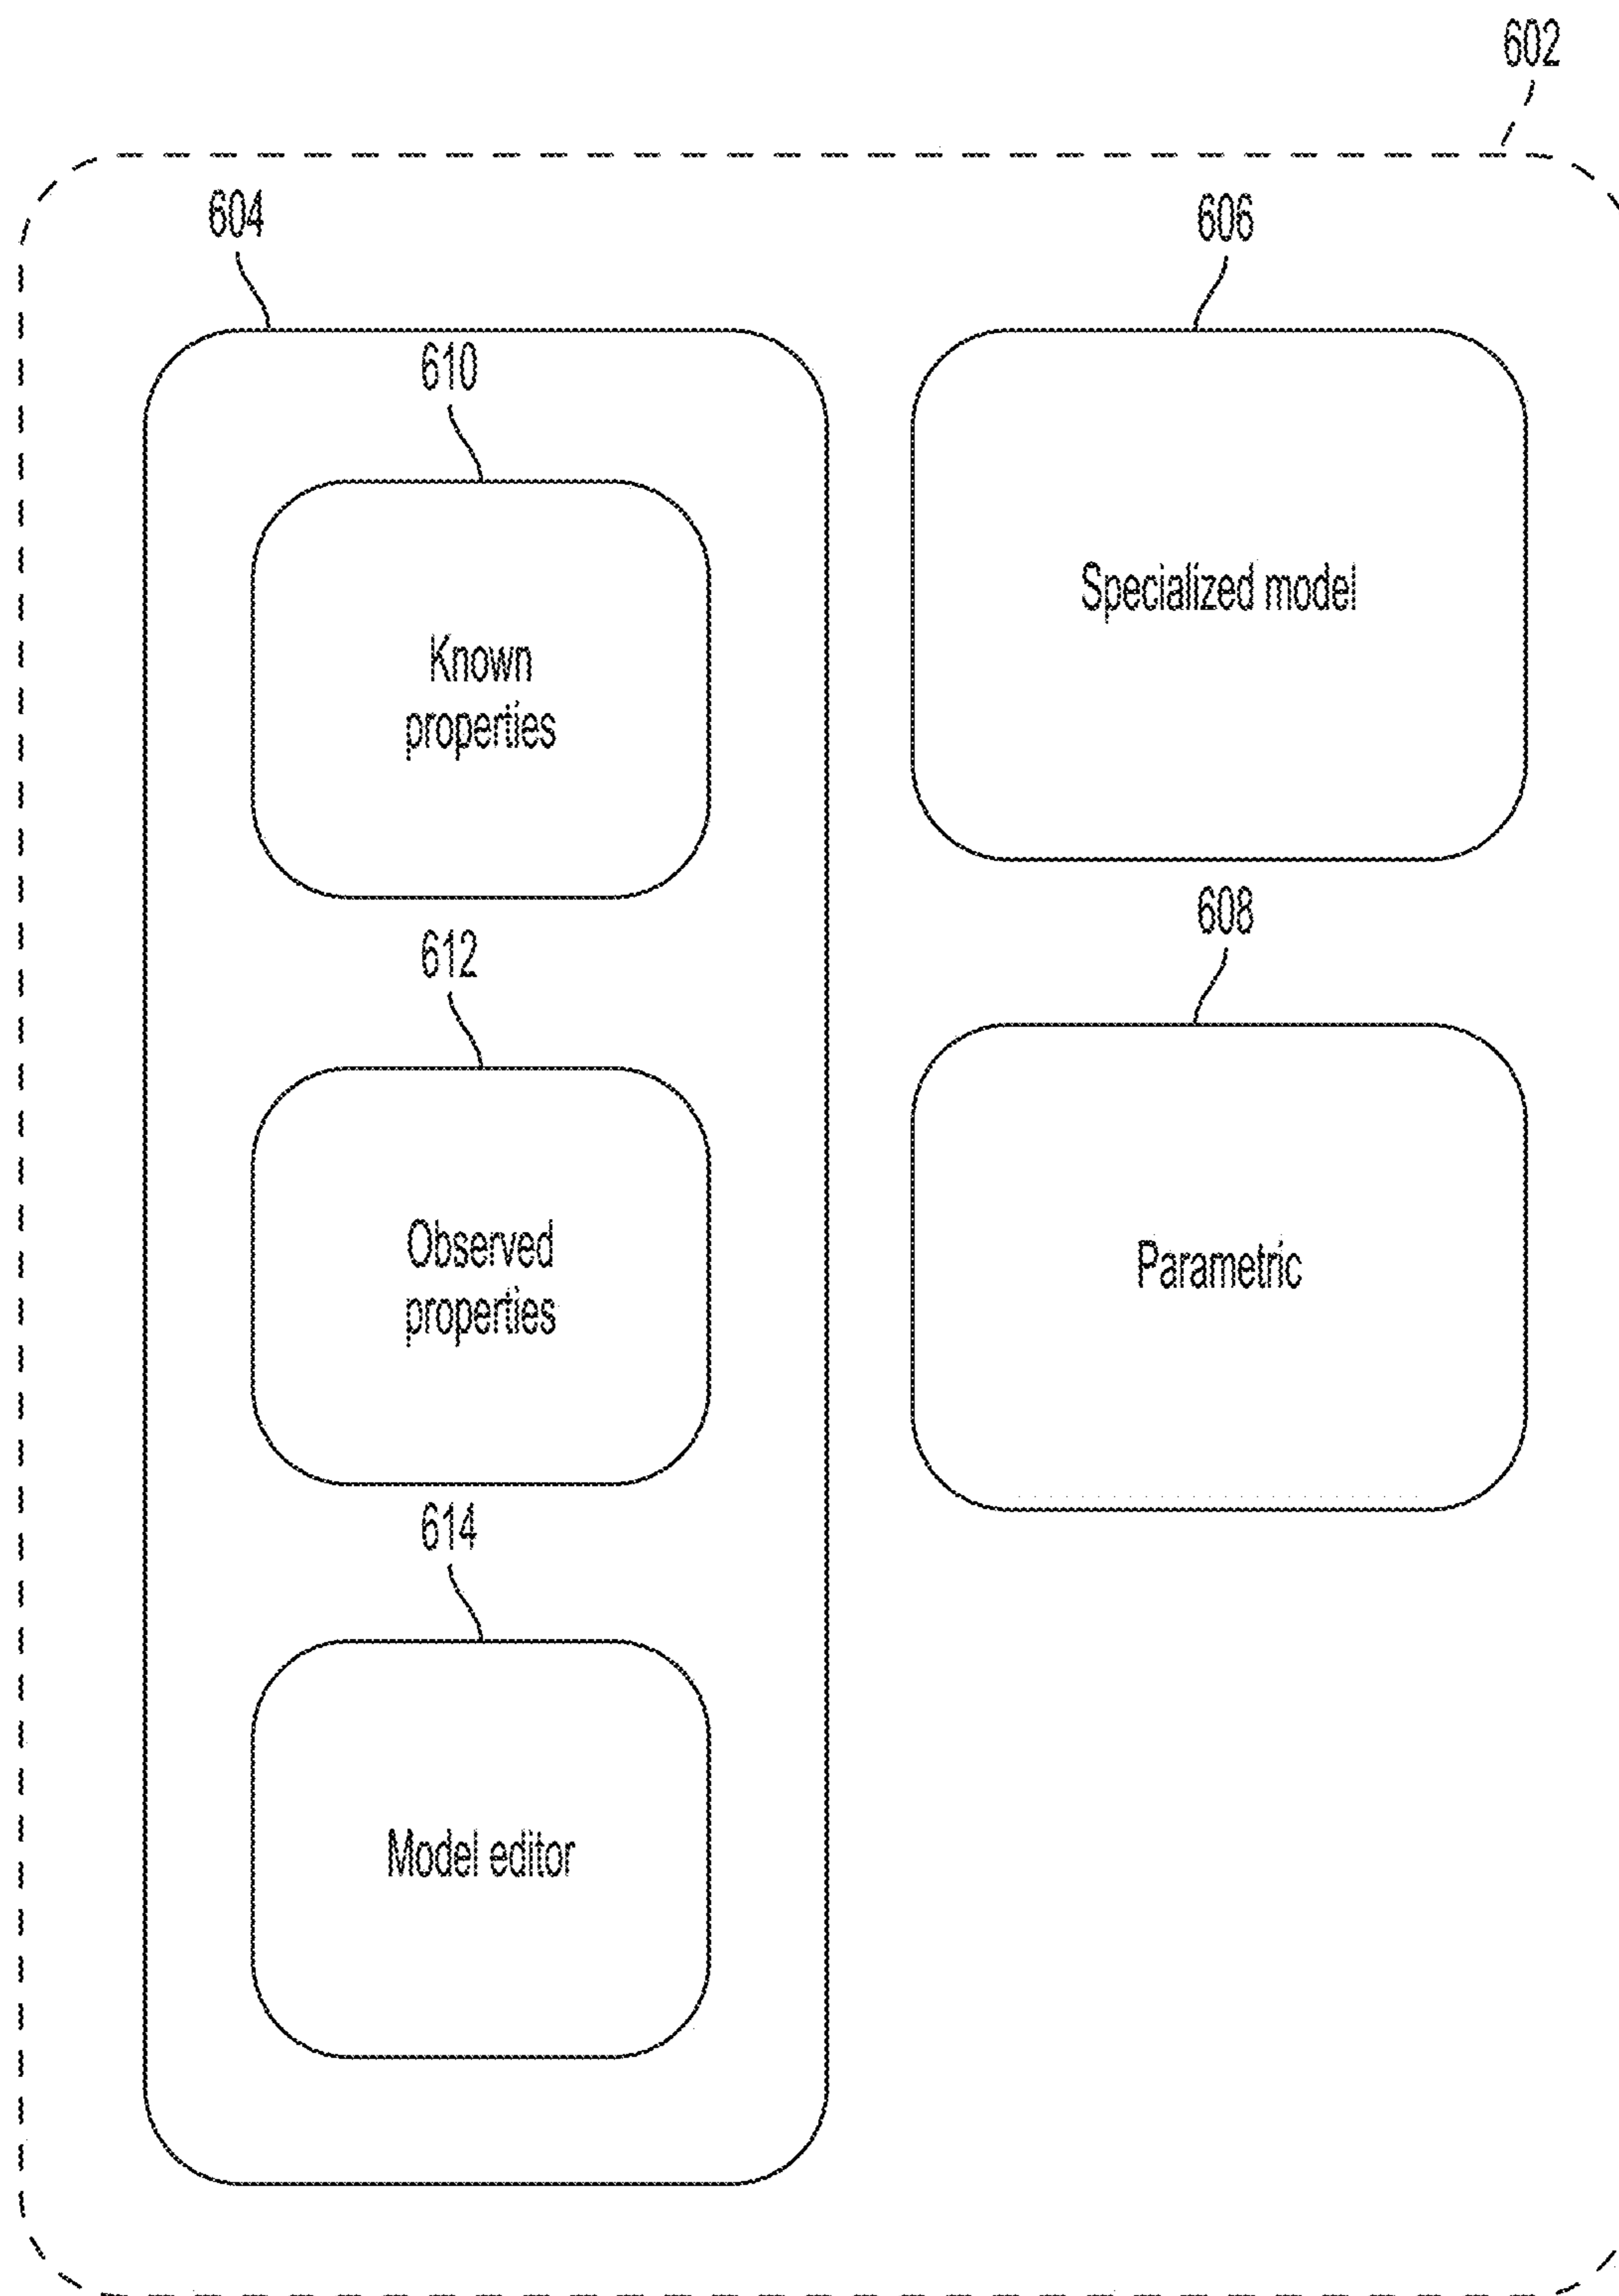 602
604
606
610
Specialized model
Known
properties
608
612
Observed
properties
Parametric
614
Model editor